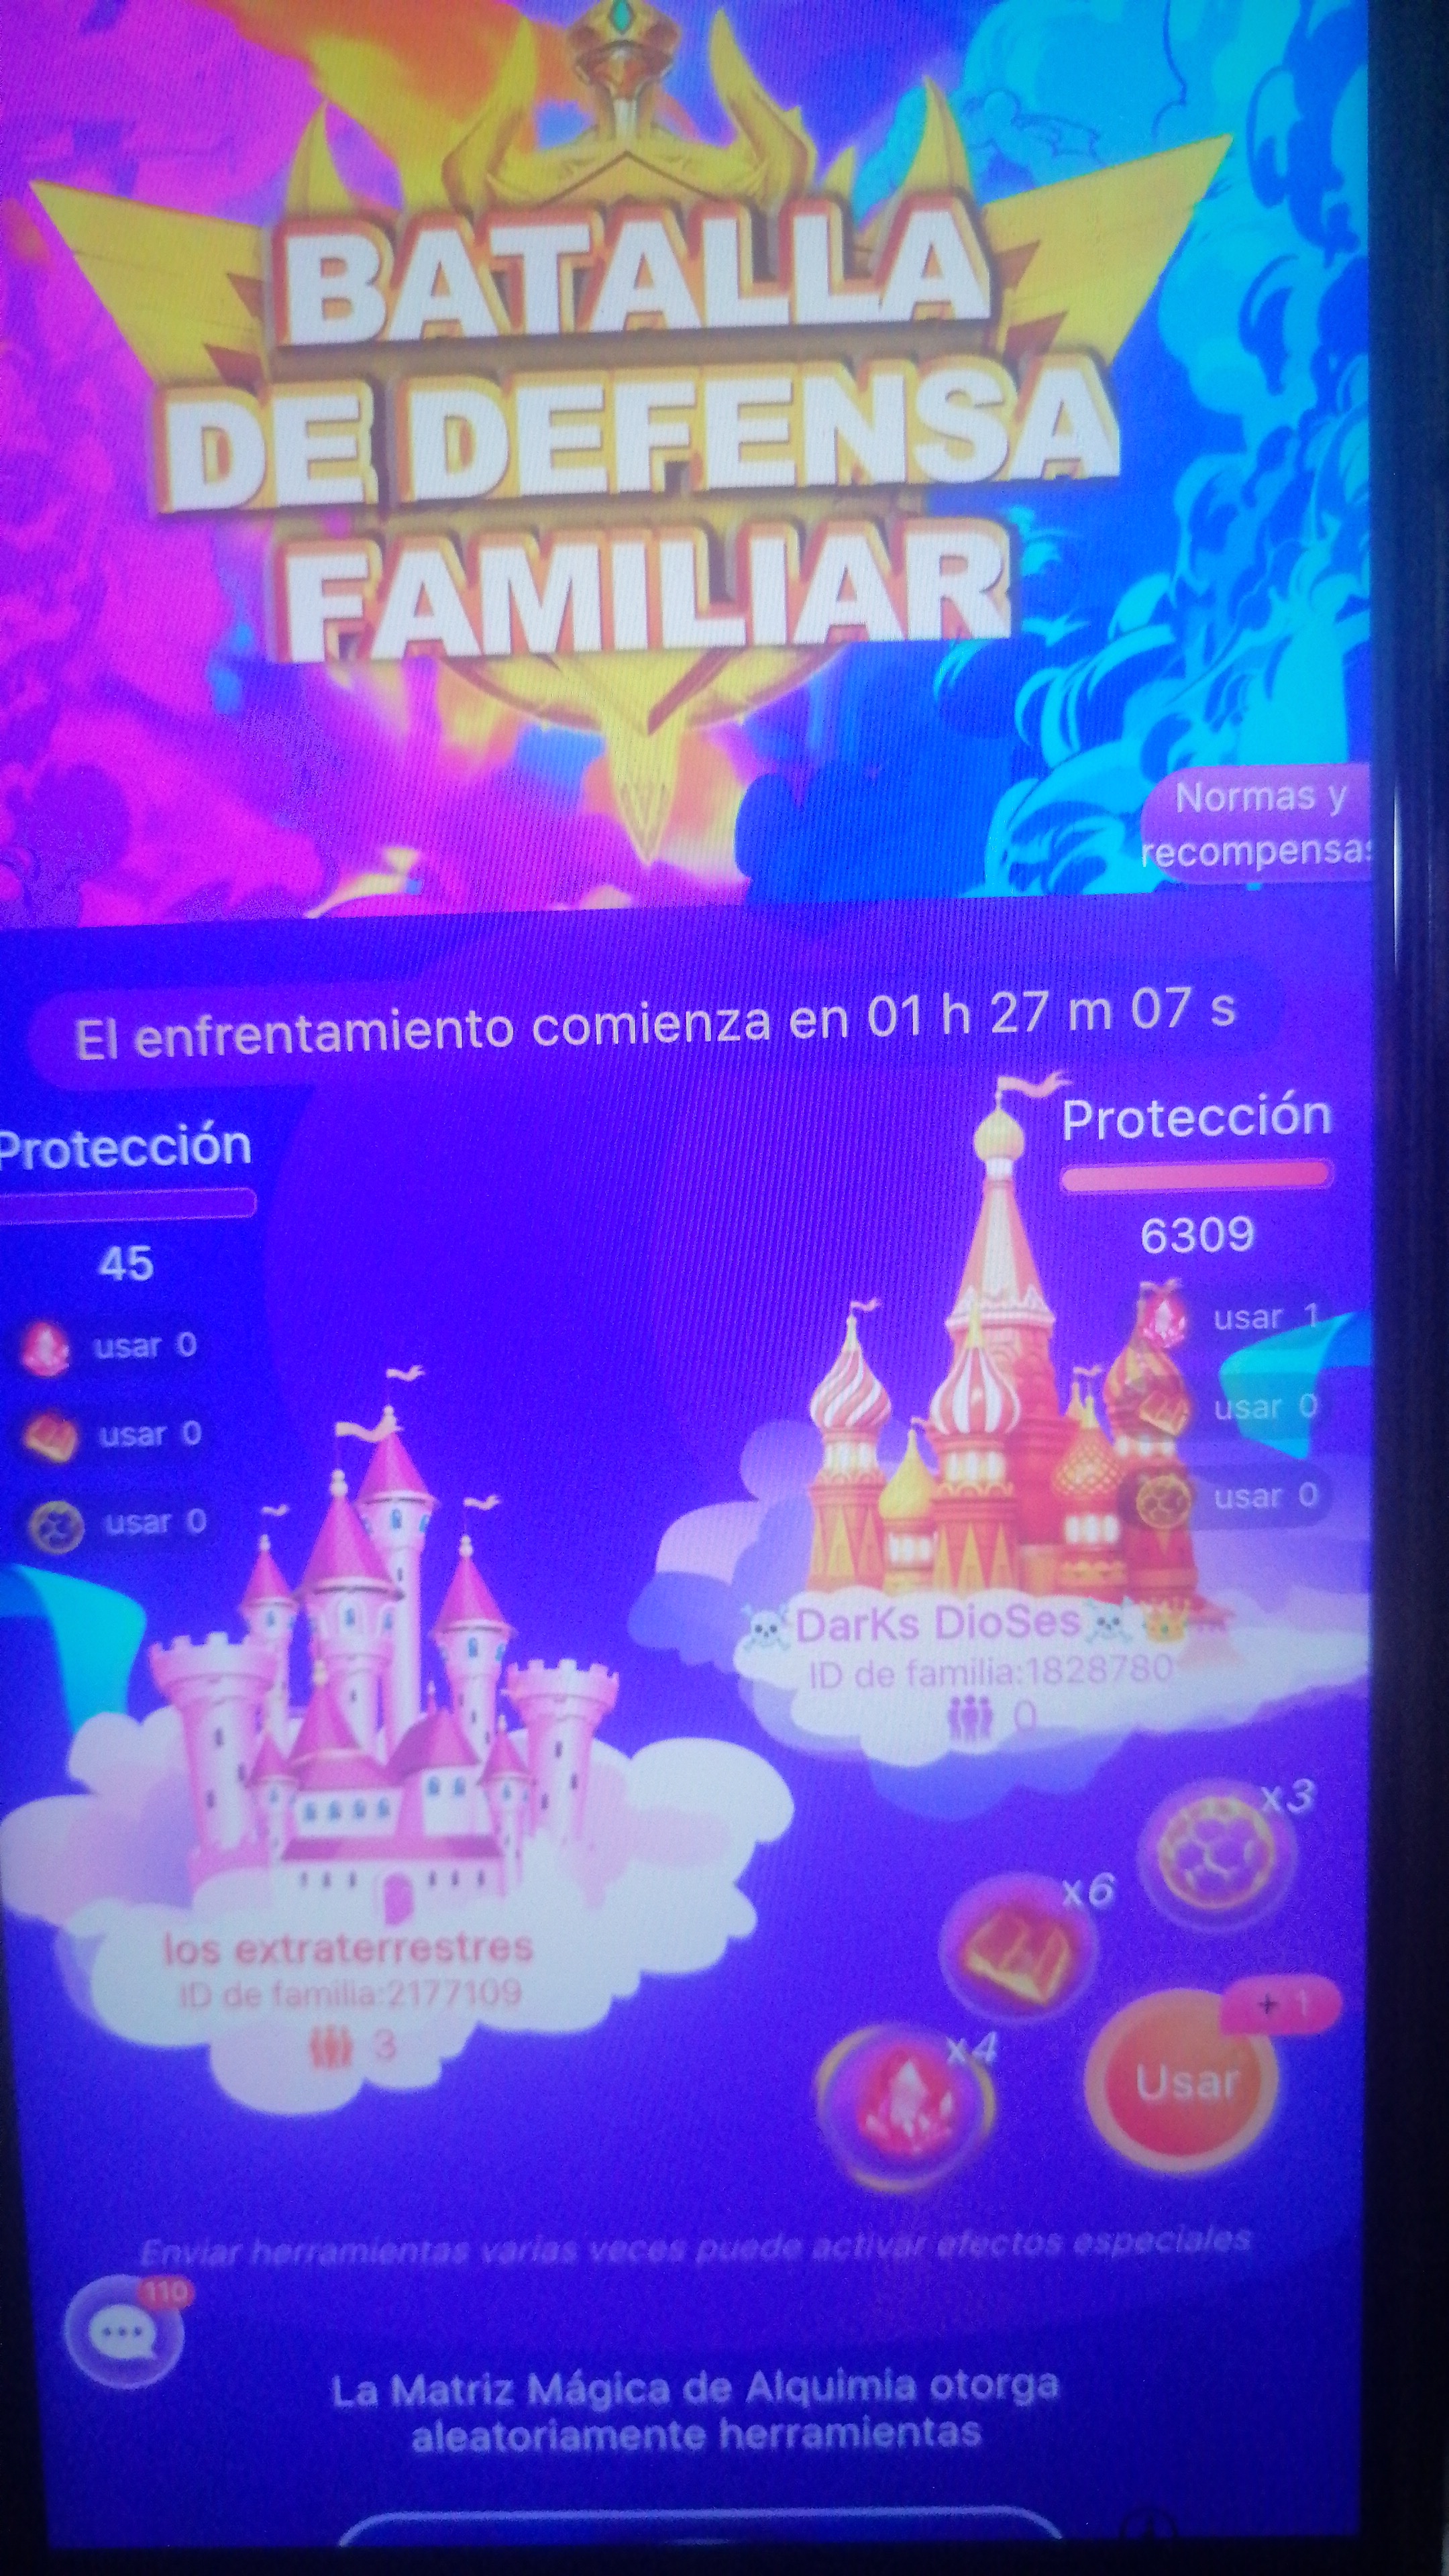 BATALLA
DE DEFENSA
FAMILIAR
Normas y
recompensas
El enfrentamiento comienza en 01 h 27 m 07 s
Protección
45
usar 0
usar 0
usar 0
Protección
6309
usar 1
usar 0
usar 0
☠️DarKs DioSes☠️👑
ID de familia:1828780
0
los extraterrestres
ID de familia:2177109
3
x3
x6
x4
+ 1
Usar
Enviar herramientas varias veces puede activar efectos especiales
110
La Matriz Mágica de Alquimia otorga
aleatoriamente herramientas